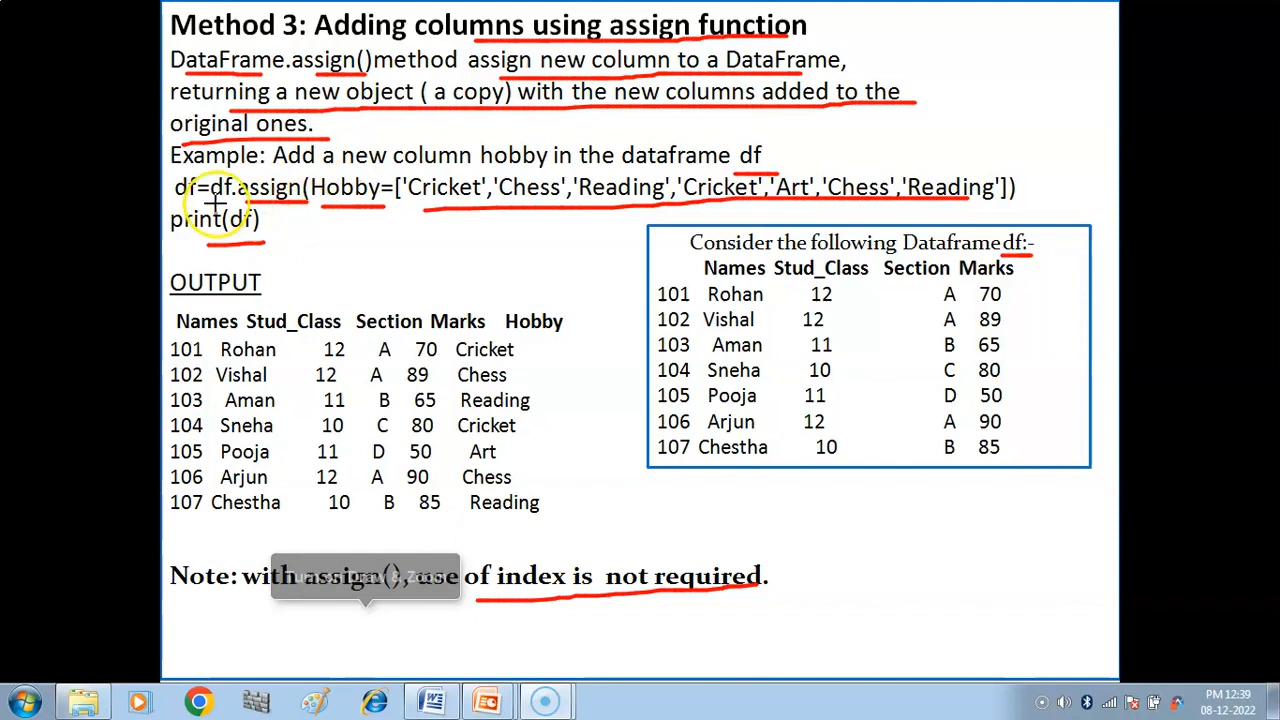 Method 3: Adding columns using assign function
DataFrame.assign()method assign new column to a DataFrame,
returning a new object ( a copy) with the new columns added to the
original ones.
Example: Add a new column hobby in the dataframe df
df=df.assign(Hobby=['Cricket','Chess','Reading','Cricket','Art','Chess','Reading'])
print(df)
OUTPUT
Names Stud_Class Section Marks Hobby
101 Rohan 12 A 70 Cricket
102 Vishal 12 A 89 Chess
103 Aman 11 B 65 Reading
104 Sneha 10 C 80 Cricket
105 Pooja 11 D 50 Art
106 Arjun 12 A 90 Chess
107 Chestha 10 B 85 Reading
Consider the following Dataframe df:-
Names Stud_Class Section Marks
101 Rohan 12 A 70
102 Vishal 12 A 89
103 Aman 11 B 65
104 Sneha 10 C 80
105 Pooja 11 D 50
106 Arjun 12 A 90
107 Chestha 10 B 85
Note: with assign(), use of index is not required.
PM 12:39
08-12-2022